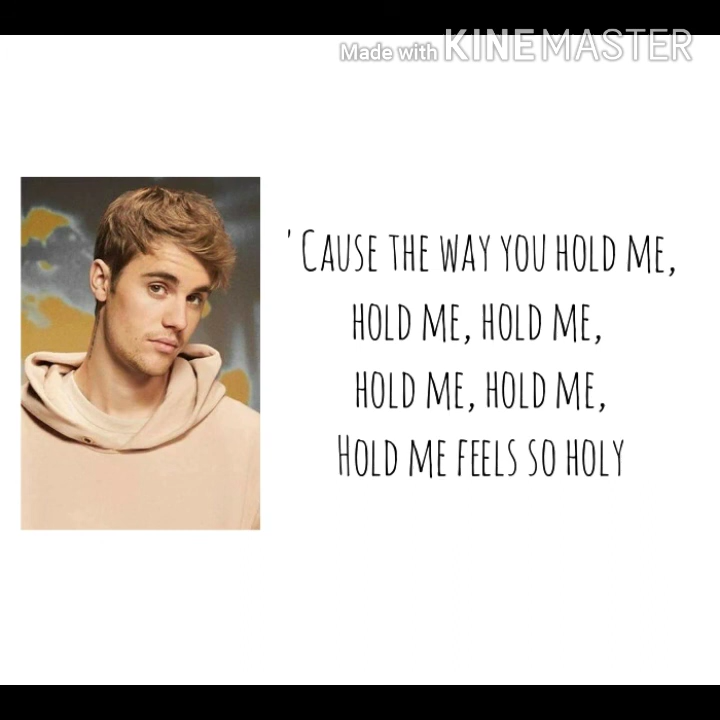 Made with KINEMASTER
'CAUSE THE WAY YOU HOLD ME,
HOLD ME, HOLD ME,
HOLD ME, HOLD ME,
HOLD ME FEELS SO HOLY